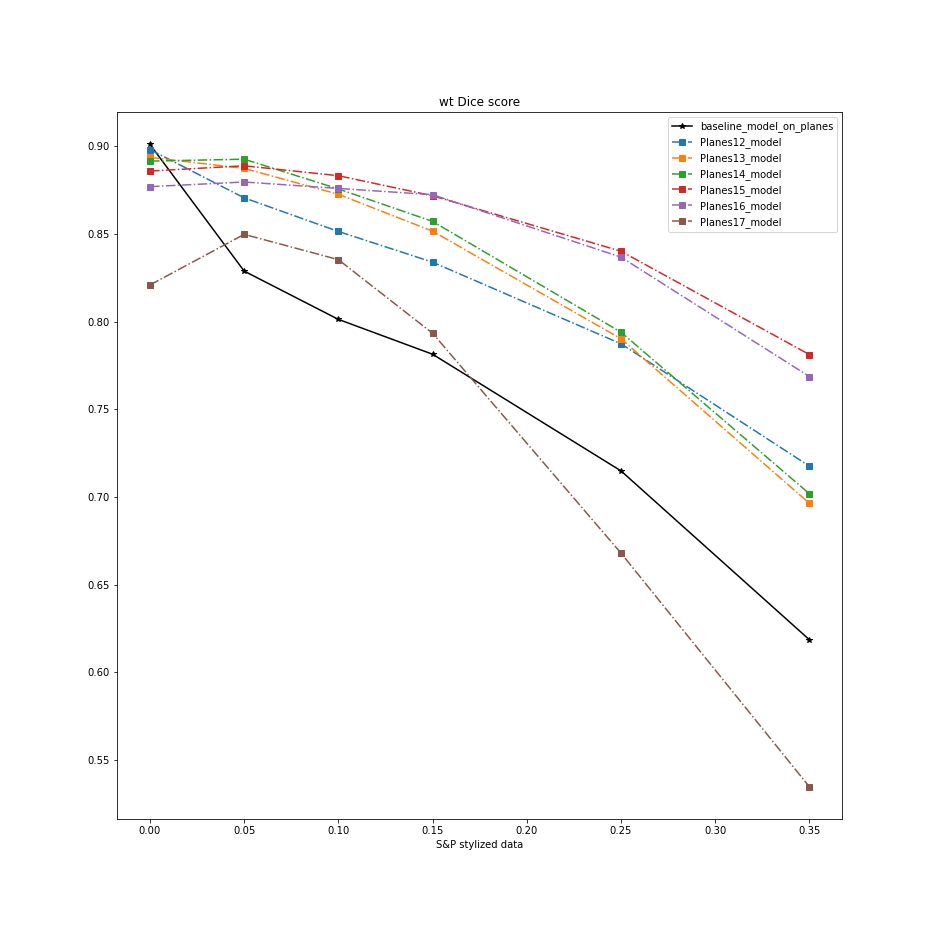 wt Dice score
baseline_model_on_planes
Planes12_model
Planes13_model
Planes14_model
Planes15_model
Planes16_model
Planes17_model
0.90
0.85
0.80
0.75
0.70
0.65
0.60
0.55
0.00 0.05 0.10 0.15 0.20 0.25 0.30 0.35
S&P stylized data